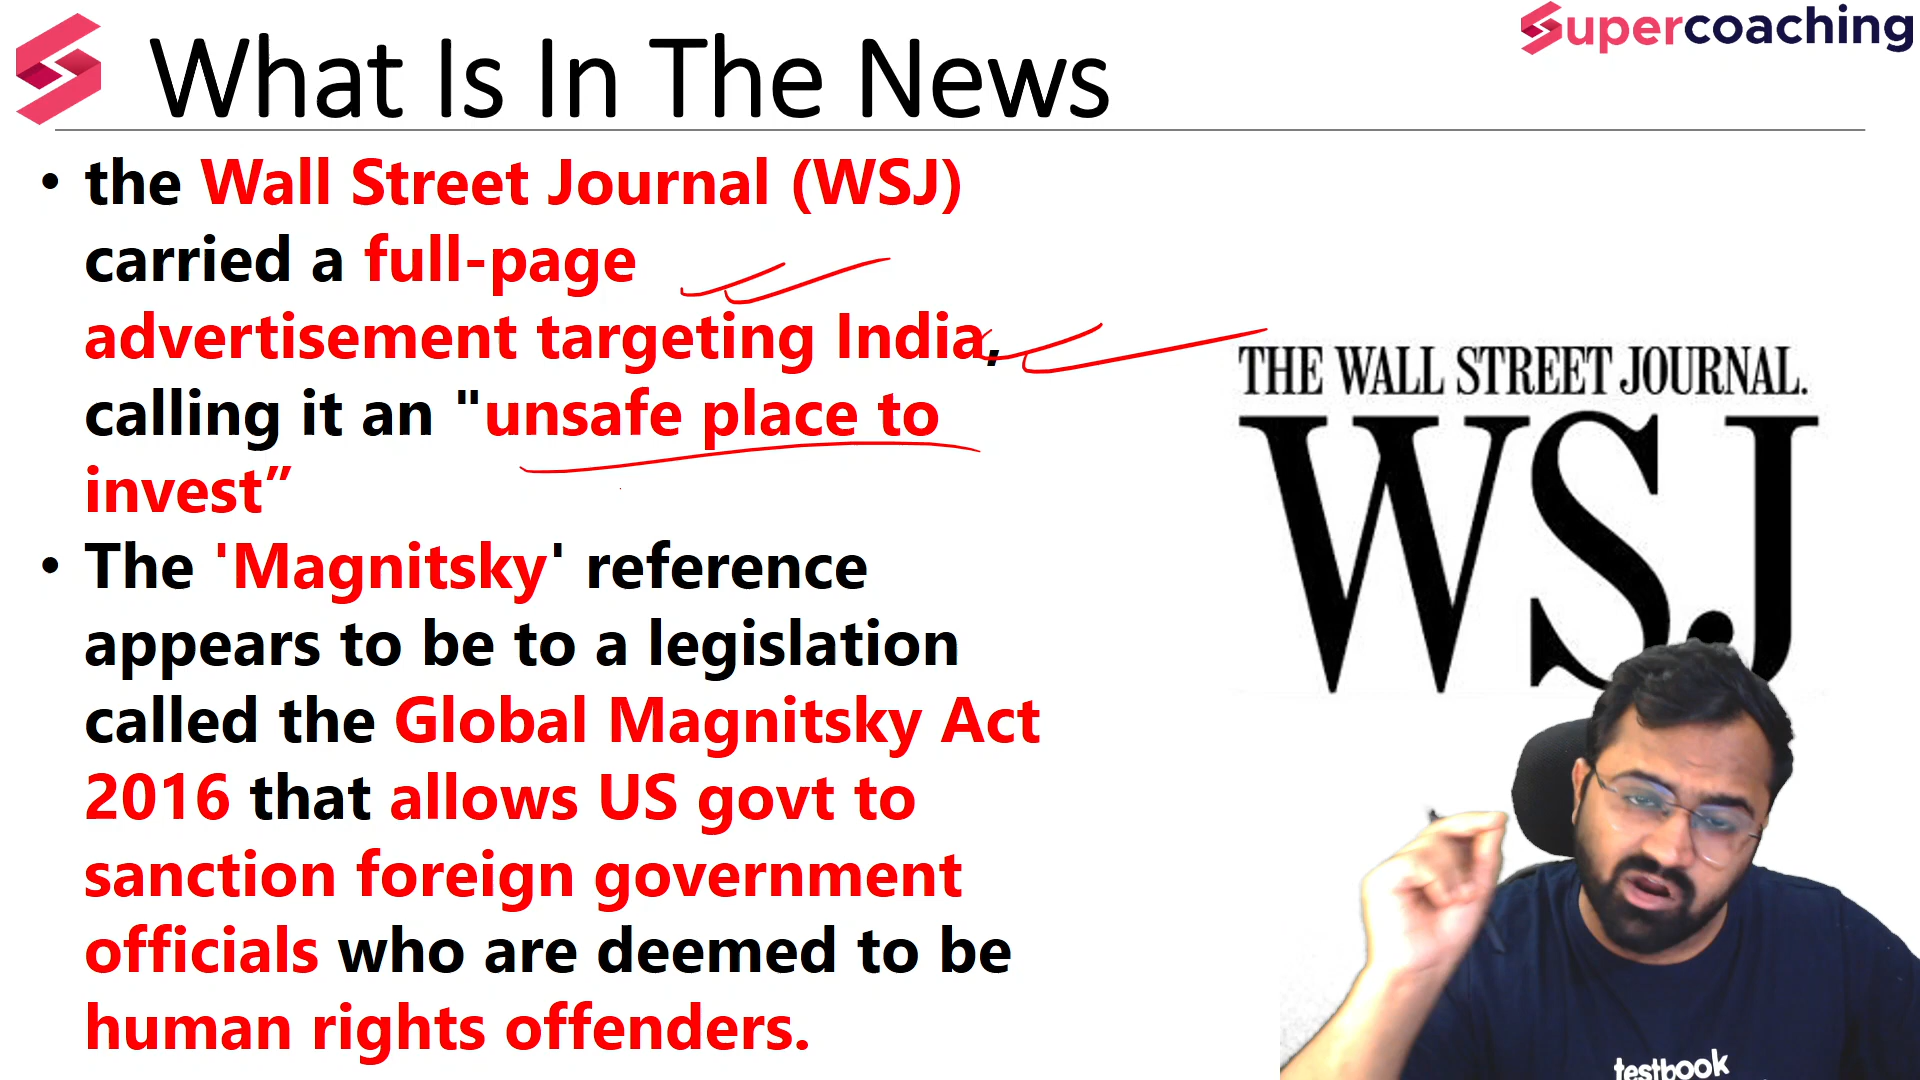 What Is In The News
Supercoaching
• the Wall Street Journal (WSJ)
carried a full-page
advertisement targeting India,
calling it an "unsafe place to
invest”
• The 'Magnitsky' reference
appears to be to a legislation
called the Global Magnitsky Act
2016 that allows US govt to
sanction foreign government
officials who are deemed to be
human rights offenders.
THE WALL STREET JOURNAL.
WSJ
testbook